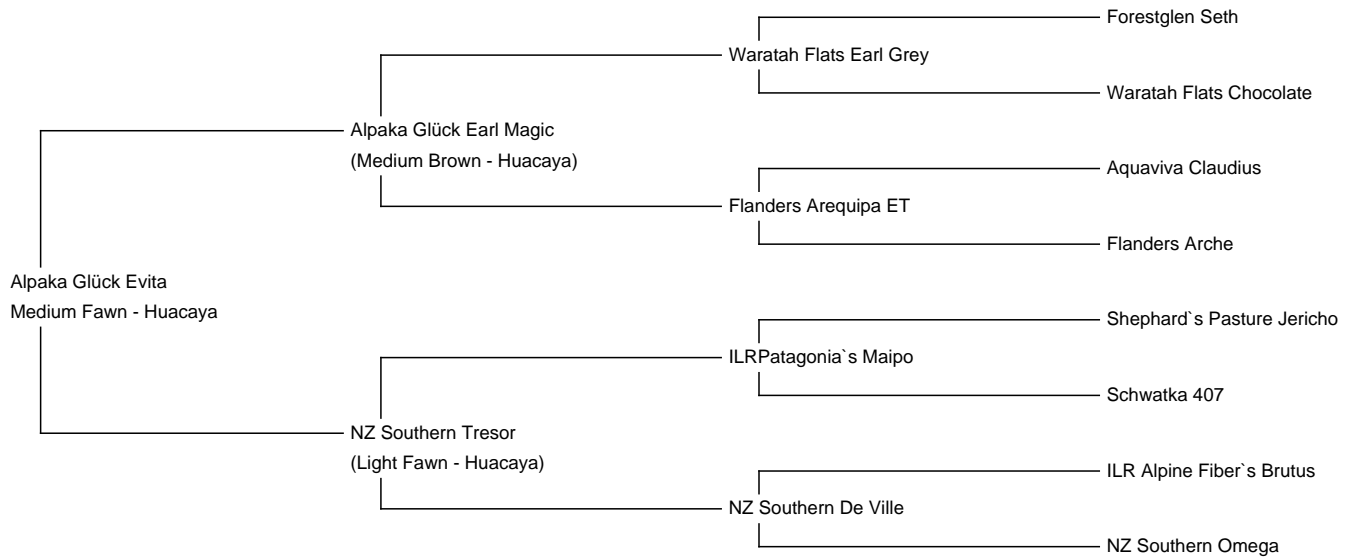 Forestglen Seth
Waratah Flats Earl Grey
Waratah Flats Chocolate
Alpaka Glück Earl Magic
(Medium Brown - Huacaya)
Aquaviva Claudius
Flanders Arequipa ET
Flanders Arche
Alpaka Glück Evita
Medium Fawn - Huacaya
Shephard`s Pasture Jericho
ILRPatagonia`s Maipo
Schwatka 407
NZ Southern Tresor
(Light Fawn - Huacaya)
ILR Alpine Fiber`s Brutus
NZ Southern De Ville
NZ Southern Omega